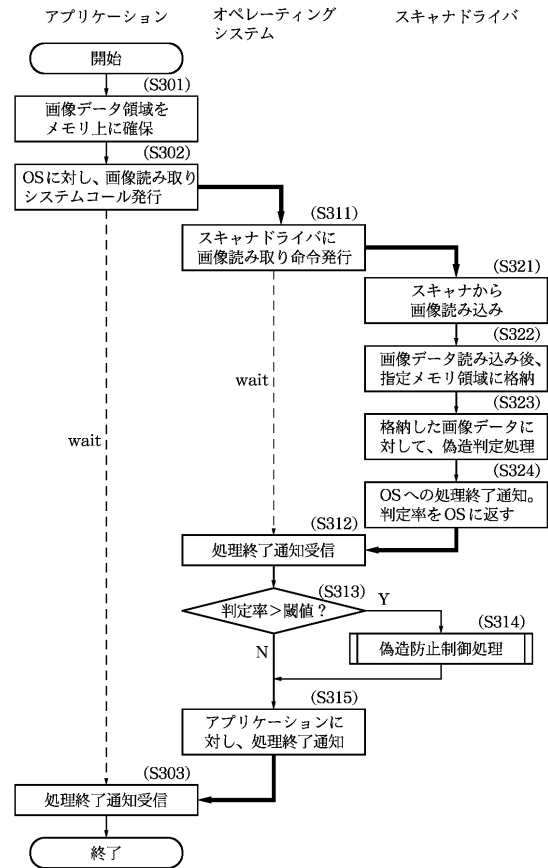 アプリケーション
オペレーティング
システム
スキャナドライバ
開始
(S301)
画像データ領域を
メモリ上に確保
(S302)
OSに対し、画像読み取り
システムコール発行
(S311)
スキャナドライバに
画像読み取り命令発行
(S321)
スキャナから
画像読み込み
(S322)
画像データ読み込み後、
指定メモリ領域に格納
wait
(S323)
格納した画像データに
対して、偽造判定処理
wait
(S324)
OSへの処理終了通知。
判定率をOSに返す
(S312)
処理終了通知受信
(S313)
判定率>閾値?
Y
(S314)
偽造防止制御処理
N
(S315)
アプリケーションに
対し、処理終了通知
(S303)
処理終了通知受信
終了